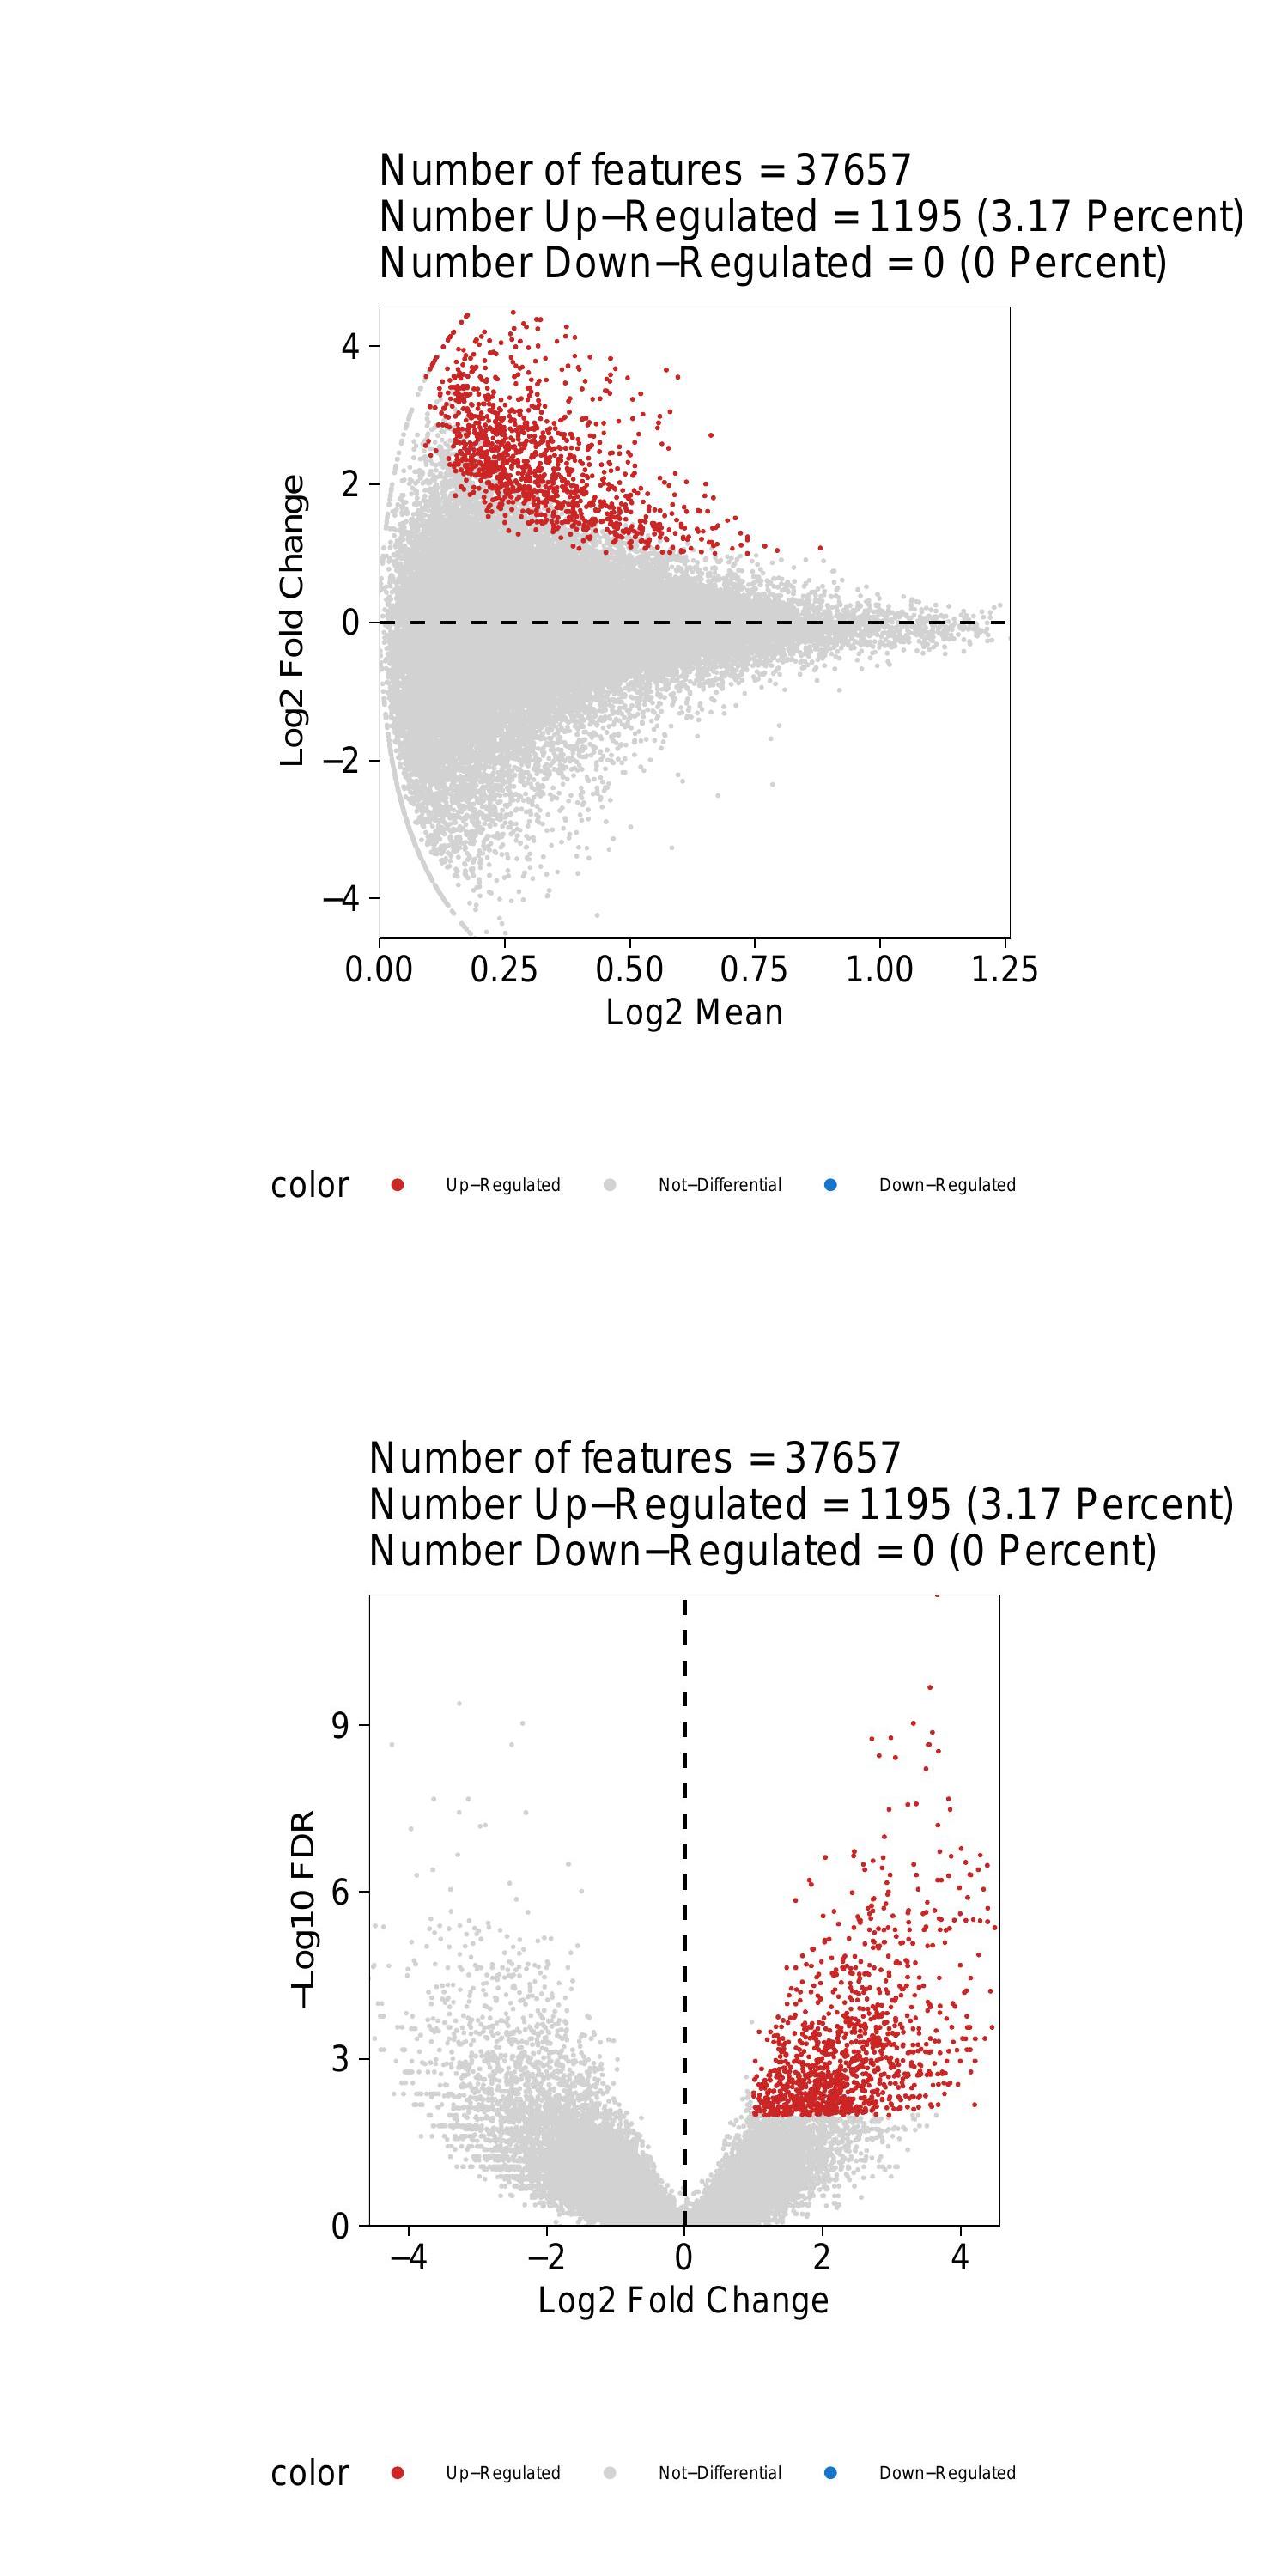 Number of features = 37657
Number Up−Regulated = 1195 (3.17 Percent)
Number Down−Regulated = 0 (0 Percent)
4
2
0
−2
−4
Log2 Fold Change
0.00 0.25 0.50 0.75 1.00 1.25
Log2 Mean
color Up−Regulated Not−Differential Down−Regulated
Number of features = 37657
Number Up−Regulated = 1195 (3.17 Percent)
Number Down−Regulated = 0 (0 Percent)
9
6
3
0
−Log10 FDR
−4 −2 0 2 4
Log2 Fold Change
color Up−Regulated Not−Differential Down−Regulated